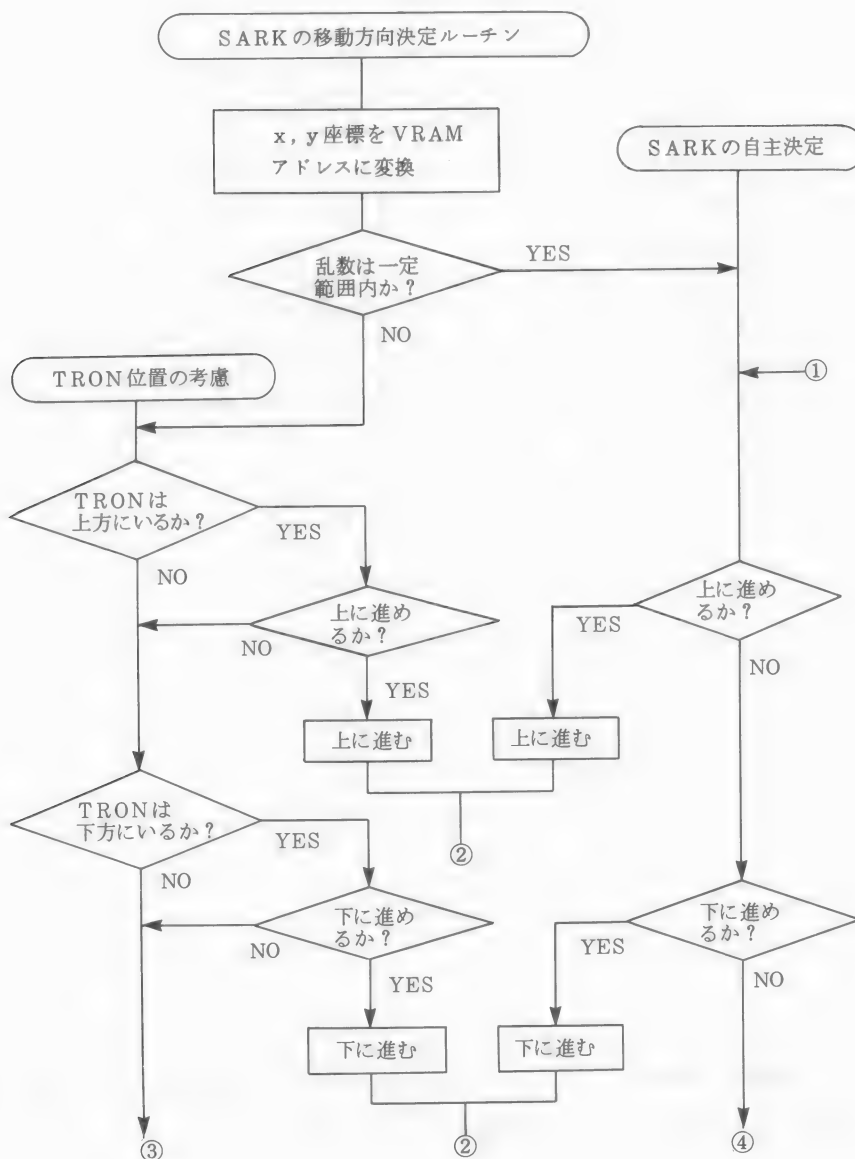 SARKの移動方向決定ルーチン
x，y座標をVRAM
アドレスに変換
SARKの自主決定
乱数は一定
範囲内か？
YES
NO
TRON位置の考慮
①
TRONは
上方にいるか？
YES
NO
上に進め
るか？
NO
YES
上に進む
上に進め
るか？
YES
NO
上に進む
②
TRONは
下方にいるか？
YES
NO
下に進め
るか？
NO
YES
下に進む
下に進め
るか？
YES
NO
下に進む
③
②
④